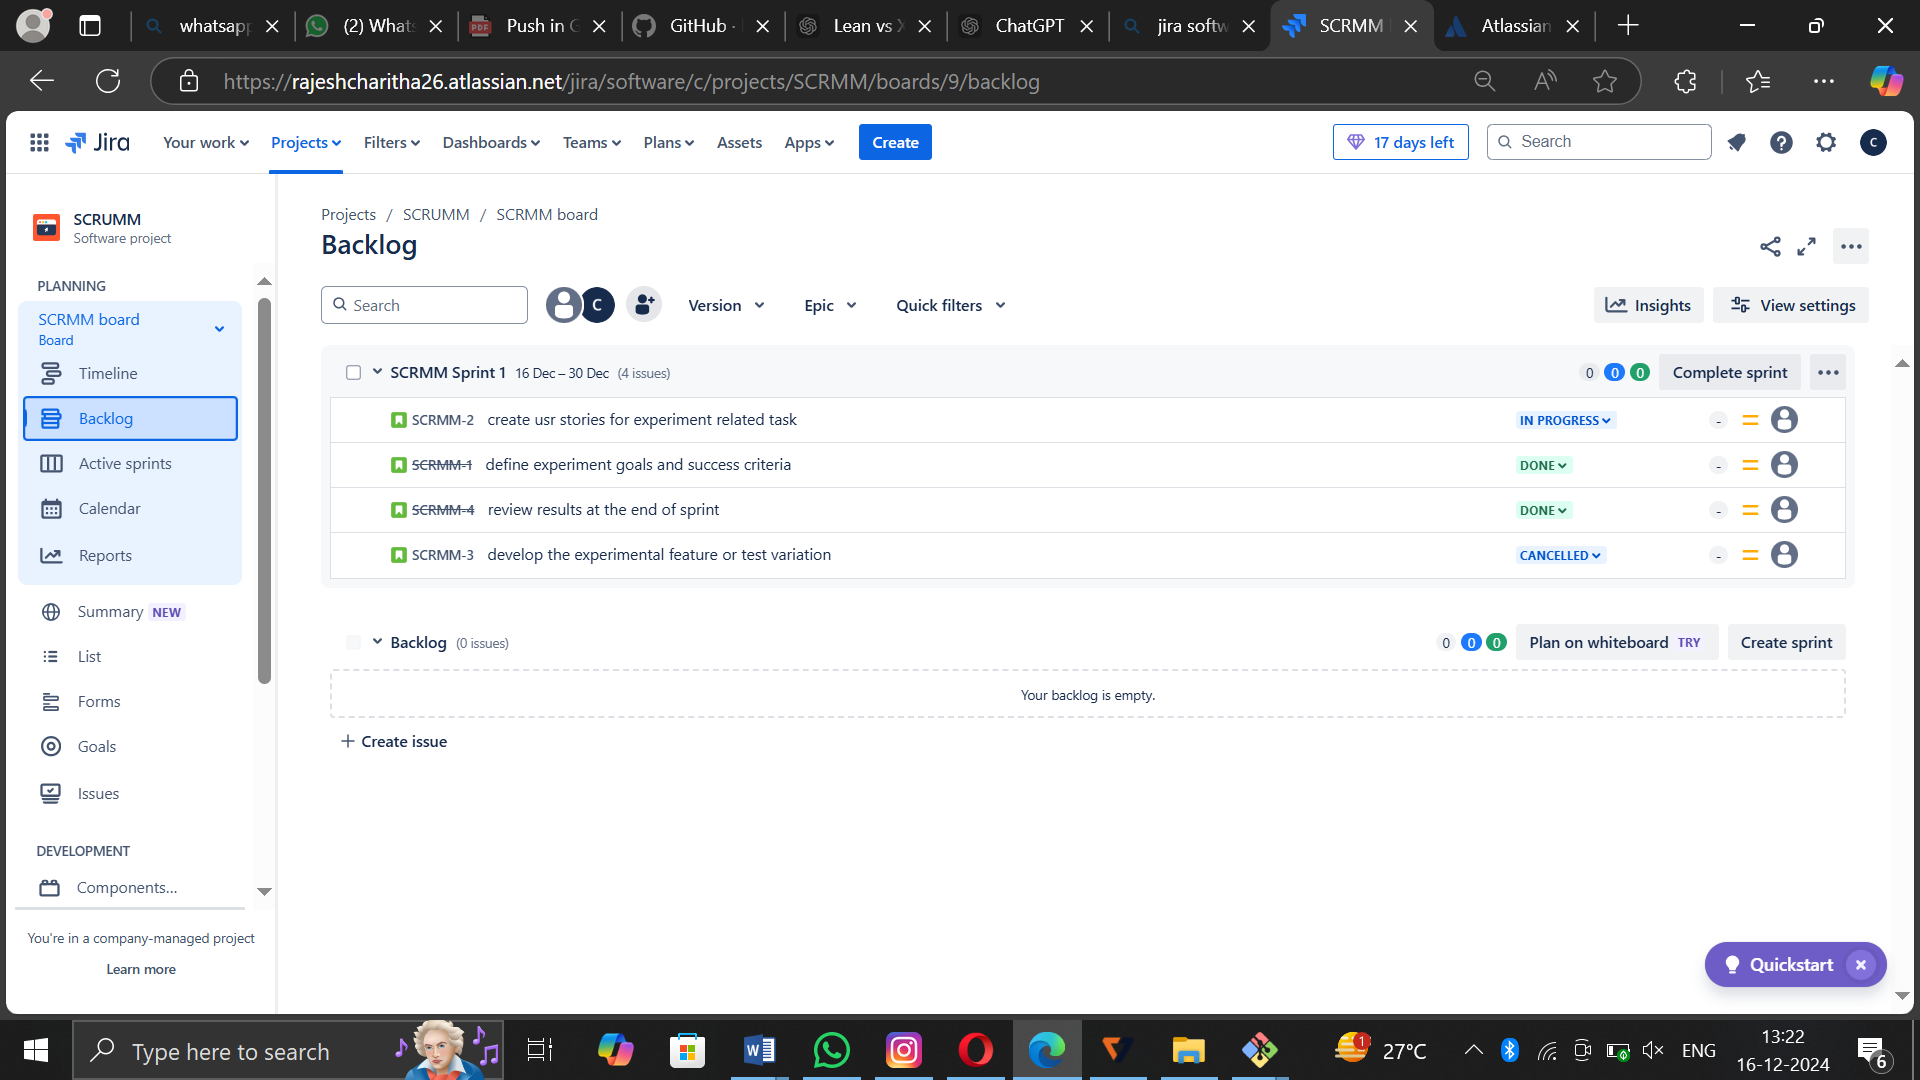 whatsapp
(2) Whats
Push in G
GitHub ·
Lean vs X
ChatGPT
jira softw
SCRMM
Atlassian
https://rajeshcharitha26.atlassian.net/jira/software/c/projects/SCRMM/boards/9/backlog
Jira
Your work
Projects
Filters
Dashboards
Teams
Plans
Assets
Apps
Create
17 days left
Search
C
SCRUMM
Software project
PLANNING
SCRMM board
Board
Timeline
Backlog
Active sprints
Calendar
Reports
Summary NEW
List
Forms
Goals
Issues
DEVELOPMENT
Components...
You're in a company-managed project
Learn more
Projects / SCRUMM / SCRMM board
Backlog
Search
C
Version
Epic
Quick filters
Insights
View settings
SCRMM Sprint 1 16 Dec – 30 Dec (4 issues)
0 0 0 Complete sprint
SCRMM-2 create usr stories for experiment related task IN PROGRESS -
SCRMM-1 define experiment goals and success criteria DONE -
SCRMM-4 review results at the end of sprint DONE -
SCRMM-3 develop the experimental feature or test variation CANCELLED -
Backlog (0 issues)
0 0 0 Plan on whiteboard TRY Create sprint
Your backlog is empty.
+ Create issue
Quickstart
Type here to search
1
27°C
ENG
13:22
16-12-2024
6